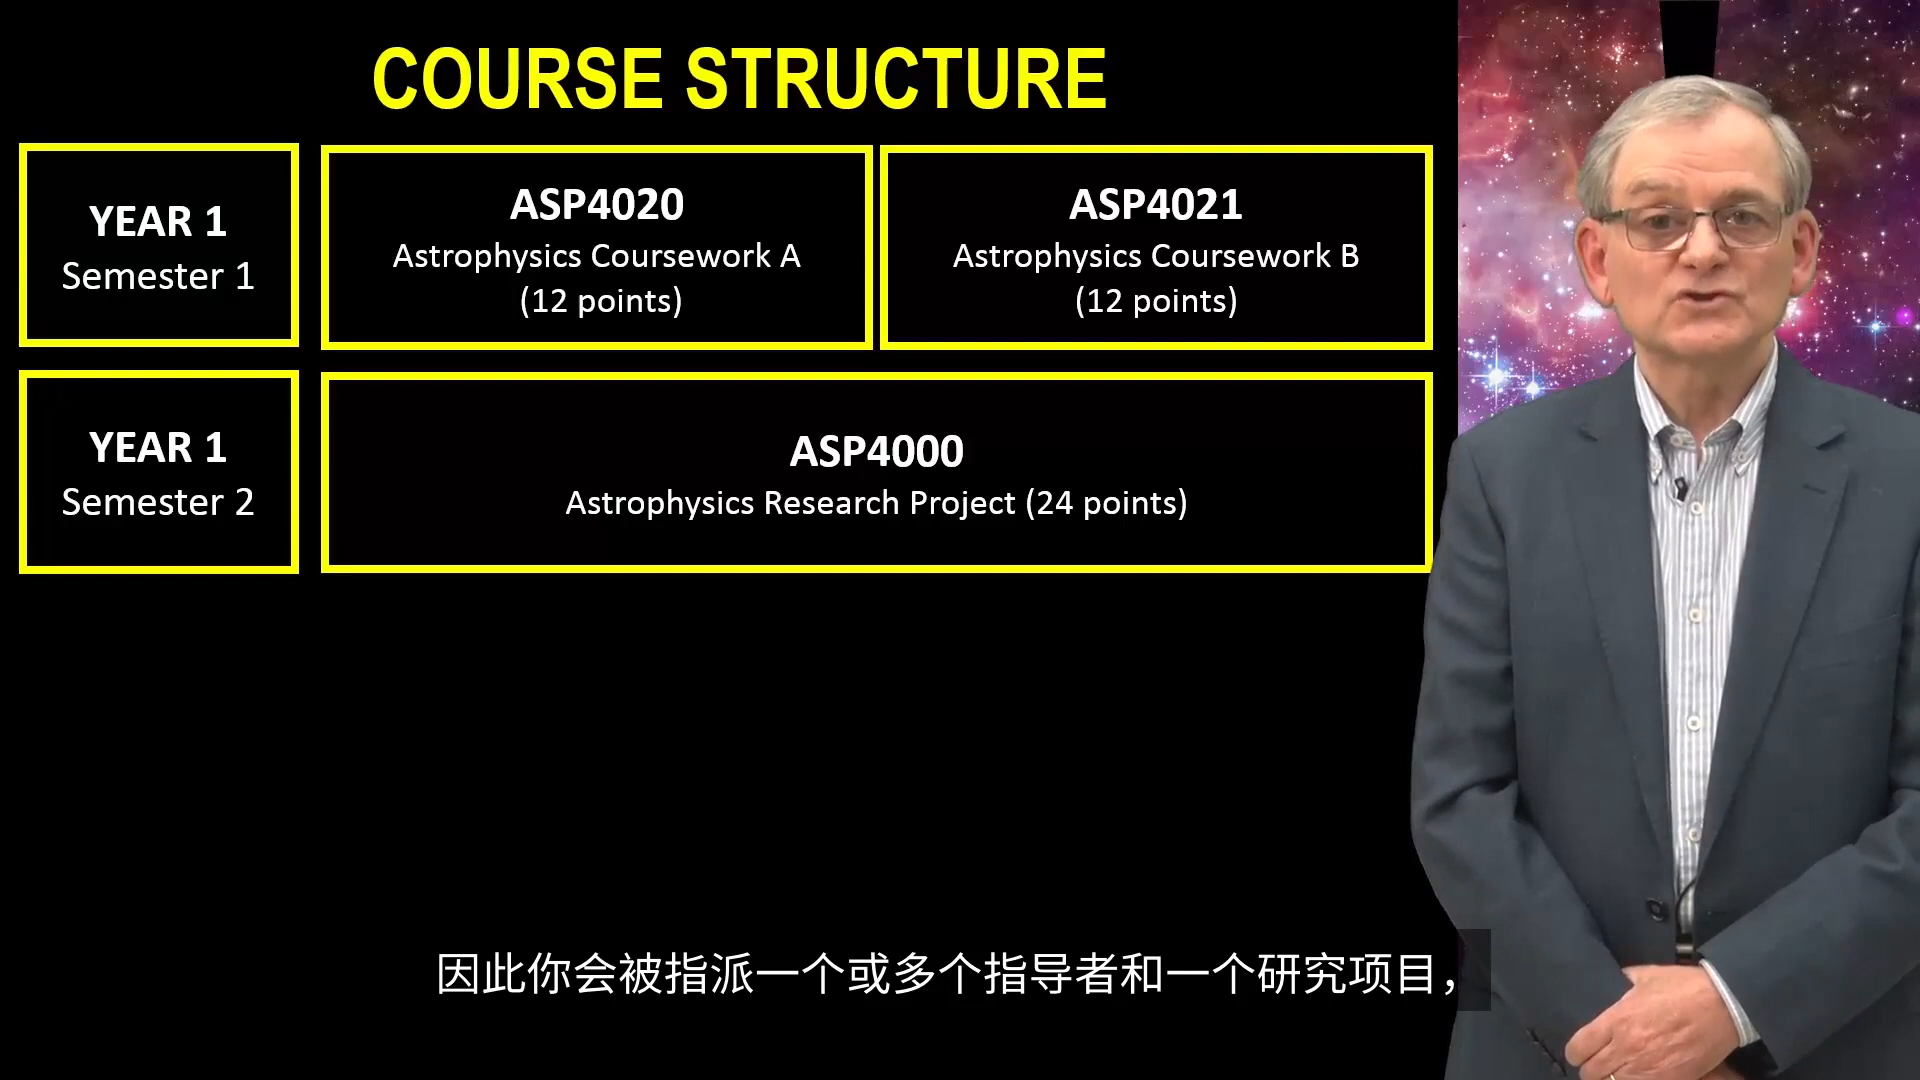 COURSE STRUCTURE
YEAR 1
Semester 1
ASP4020
Astrophysics Coursework A
(12 points)
ASP4021
Astrophysics Coursework B
(12 points)
YEAR 1
Semester 2
ASP4000
Astrophysics Research Project (24 points)
因此你会被指派一个或多个指导者和一个研究项目，